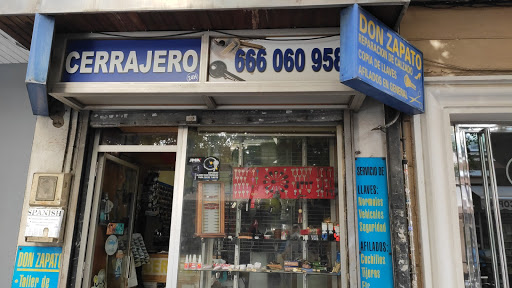 CERRAJERO
666 060 958
DON ZAPATO
REPARACION DE CALZADO
COPIA DE LLAVES
AFILADOS EN GENERAL
SPANISH
DON ZAPATO
Taller de
SERVICIO DE
LLAVES:
Normales
Vehiculos
Seguridad
AFILADOS:
Cuchillos
Tijeras